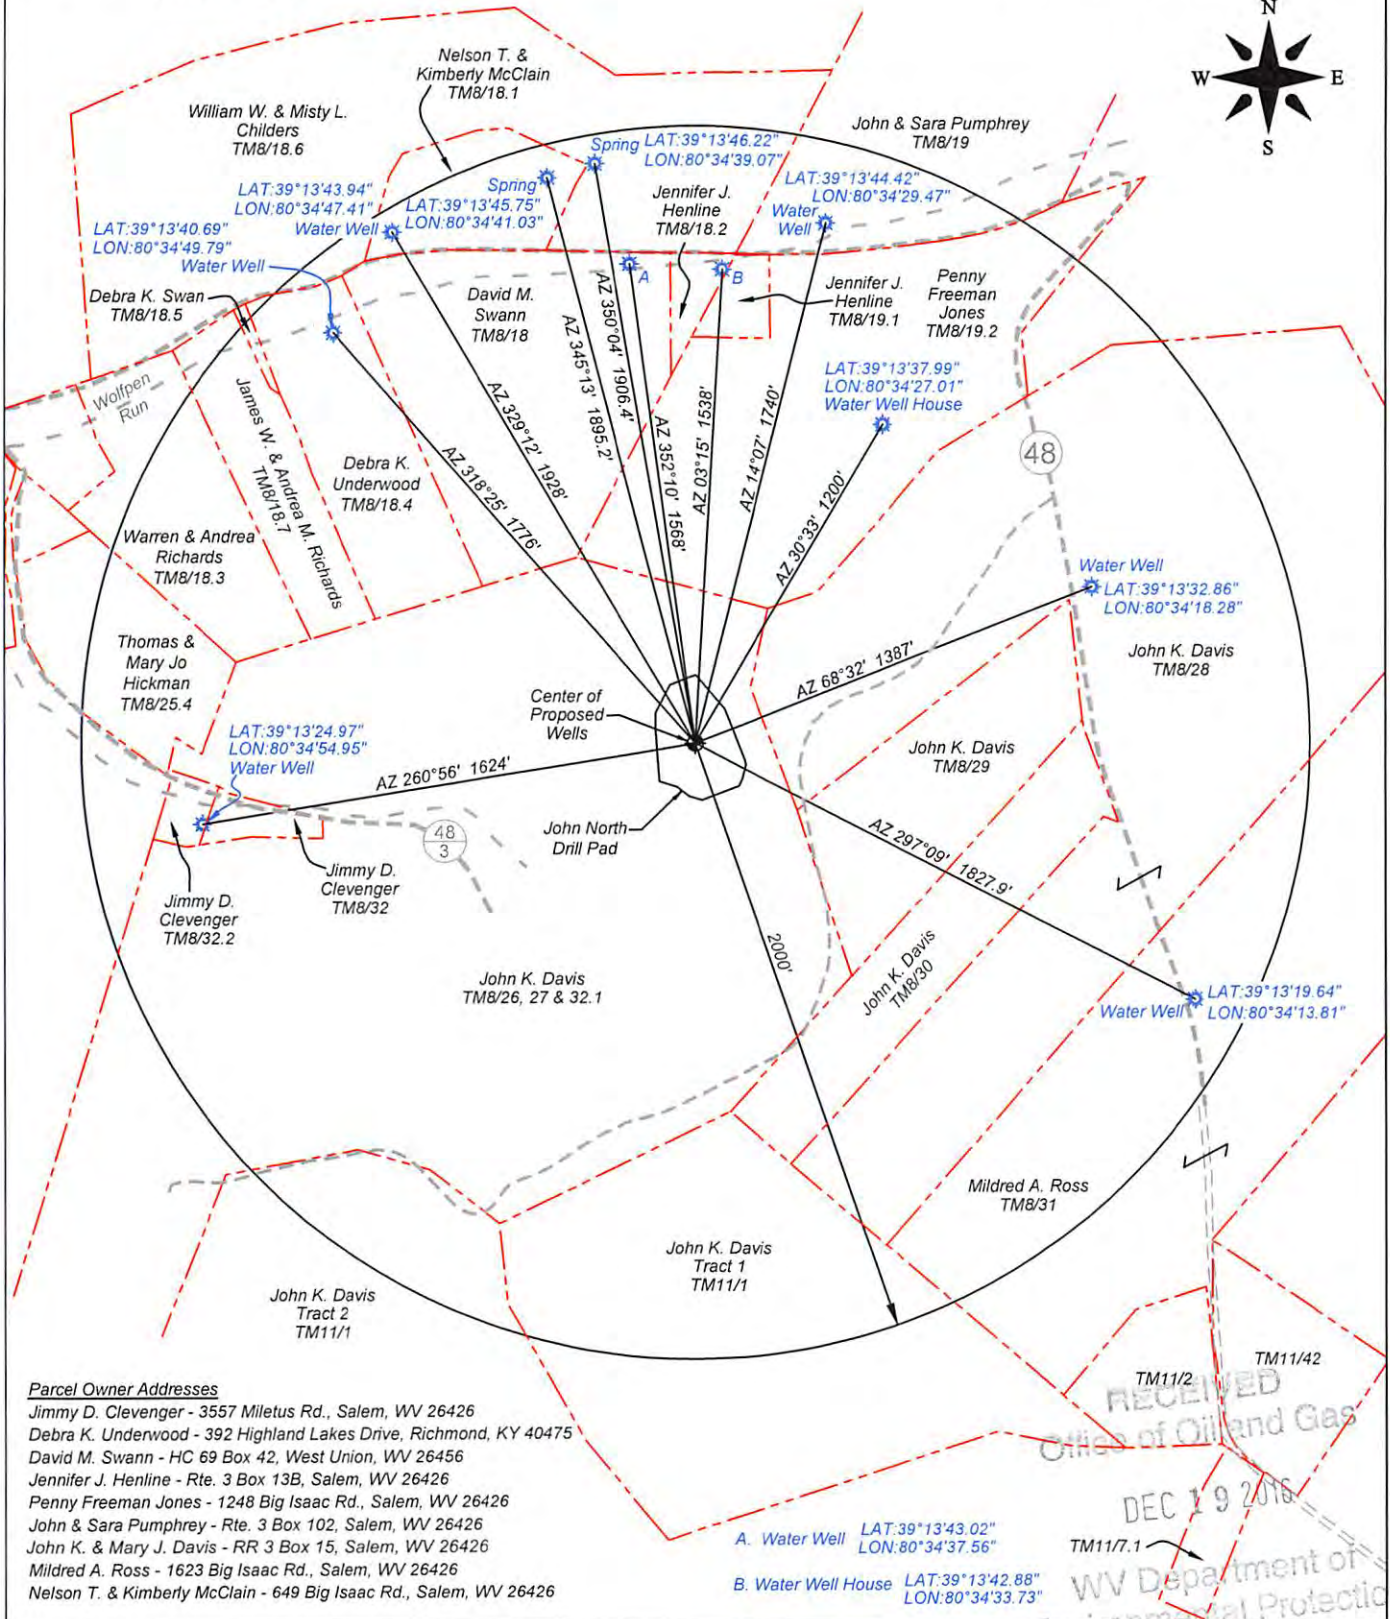 N
W
E
S
Nelson T. &
Kimberly McClain
TM8/18.1
William W. & Misty L.
Childers
TM8/18.6
John & Sara Pumphrey
TM8/19
Spring
LAT:39°13'46.22"
LON:80°34'39.07"
Spring
LAT:39°13'45.75"
LON:80°34'41.03"
LAT:39°13'43.94"
LON:80°34'47.41"
Water Well
LAT:39°13'40.69"
LON:80°34'49.79"
Water Well
Jennifer J.
Henline
TM8/18.2
LAT:39°13'44.42"
LON:80°34'29.47"
Water
Well
A
B
Debra K. Swan
TM8/18.5
David M.
Swann
TM8/18
Jennifer J.
Henline
TM8/19.1
Penny
Freeman
Jones
TM8/19.2
LAT:39°13'37.99"
LON:80°34'27.01"
Water Well House
Wolfpen
Run
James W. & Andrea M. Richards
TM8/18.7
Debra K.
Underwood
TM8/18.4
48
AZ 318°25' 1776'
AZ 329°12' 1928'
AZ 345°13' 1895.2'
AZ 350°04' 1906.4'
AZ 352°10' 1568'
AZ 03°15' 1538'
AZ 14°07' 1740'
AZ 30°33' 1200'
Warren & Andrea
Richards
TM8/18.3
Water Well
LAT:39°13'32.86"
LON:80°34'18.28"
Thomas &
Mary Jo
Hickman
TM8/25.4
John K. Davis
TM8/28
AZ 68°32' 1387'
Center of
Proposed
Wells
LAT:39°13'24.97"
LON:80°34'54.95"
Water Well
AZ 260°56' 1624'
John K. Davis
TM8/29
John North
Drill Pad
48
3
AZ 297°09' 1827.9'
Jimmy D.
Clevenger
TM8/32
Jimmy D.
Clevenger
TM8/32.2
2000'
John K. Davis
TM8/30
John K. Davis
TM8/26, 27 & 32.1
Water Well
LAT:39°13'19.64"
LON:80°34'13.81"
Mildred A. Ross
TM8/31
John K. Davis
Tract 1
TM11/1
John K. Davis
Tract 2
TM11/1
TM11/2
TM11/42
RECEIVED
Office of Oil and Gas
DEC 19 2016
TM11/7.1
WV Department of
Environmental Protectio
Parcel Owner Addresses
Jimmy D. Clevenger - 3557 Miletus Rd., Salem, WV 26426
Debra K. Underwood - 392 Highland Lakes Drive, Richmond, KY 40475
David M. Swann - HC 69 Box 42, West Union, WV 26456
Jennifer J. Henline - Rte. 3 Box 13B, Salem, WV 26426
Penny Freeman Jones - 1248 Big Isaac Rd., Salem, WV 26426
John & Sara Pumphrey - Rte. 3 Box 102, Salem, WV 26426
John K. & Mary J. Davis - RR 3 Box 15, Salem, WV 26426
Mildred A. Ross - 1623 Big Isaac Rd., Salem, WV 26426
Nelson T. & Kimberly McClain - 649 Big Isaac Rd., Salem, WV 26426
A. Water Well LAT:39°13'43.02"
LON:80°34'37.56"
B. Water Well House LAT:39°13'42.88"
LON:80°34'33.73"